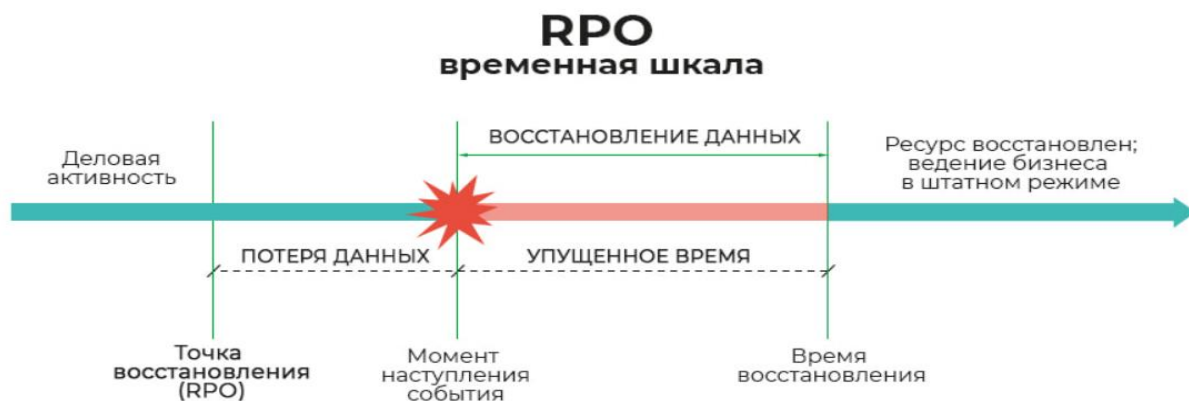 RPO
временная шкала
ВОССТАНОВЛЕНИЕ ДАННЫХ
Деловая
активность
Ресурс восстановлен;
ведение бизнеса
в штатном режиме
ПОТЕРЯ ДАННЫХ
УПУЩЕННОЕ ВРЕМЯ
Точка
восстановления
(RPO)
Момент
наступления
события
Время
восстановления